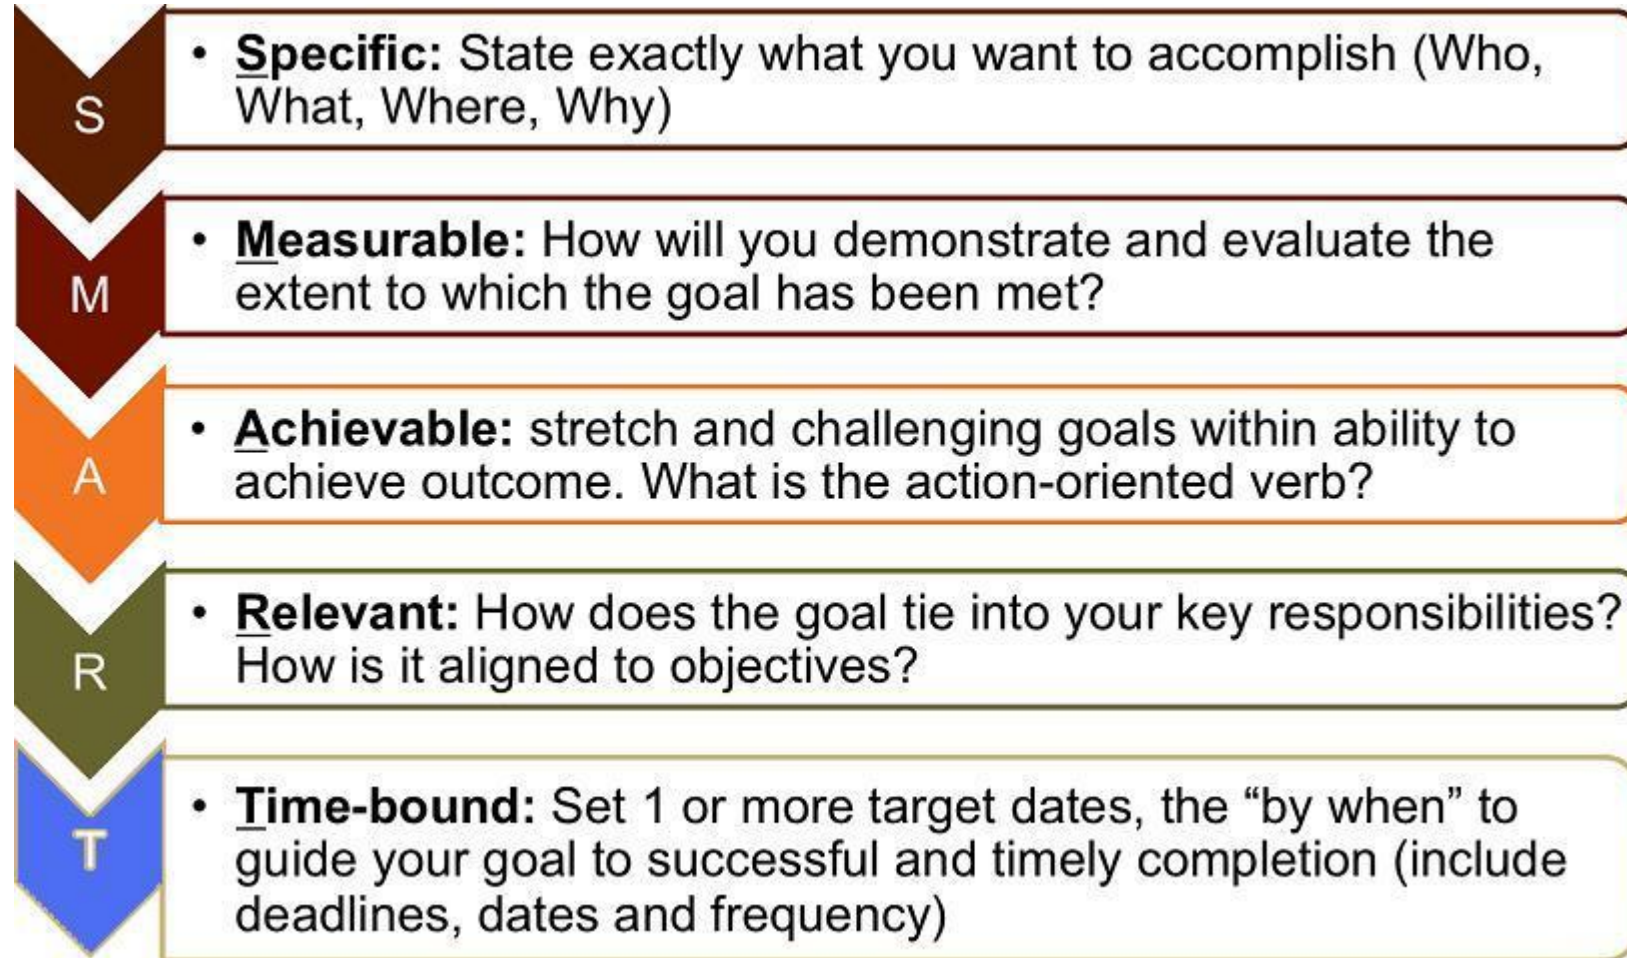 S
• Specific: State exactly what you want to accomplish (Who,
What, Where, Why)
M
• Measurable: How will you demonstrate and evaluate the
extent to which the goal has been met?
A
• Achievable: stretch and challenging goals within ability to
achieve outcome. What is the action-oriented verb?
R
• Relevant: How does the goal tie into your key responsibilities?
How is it aligned to objectives?
T
• Time-bound: Set 1 or more target dates, the “by when” to
guide your goal to successful and timely completion (include
deadlines, dates and frequency)